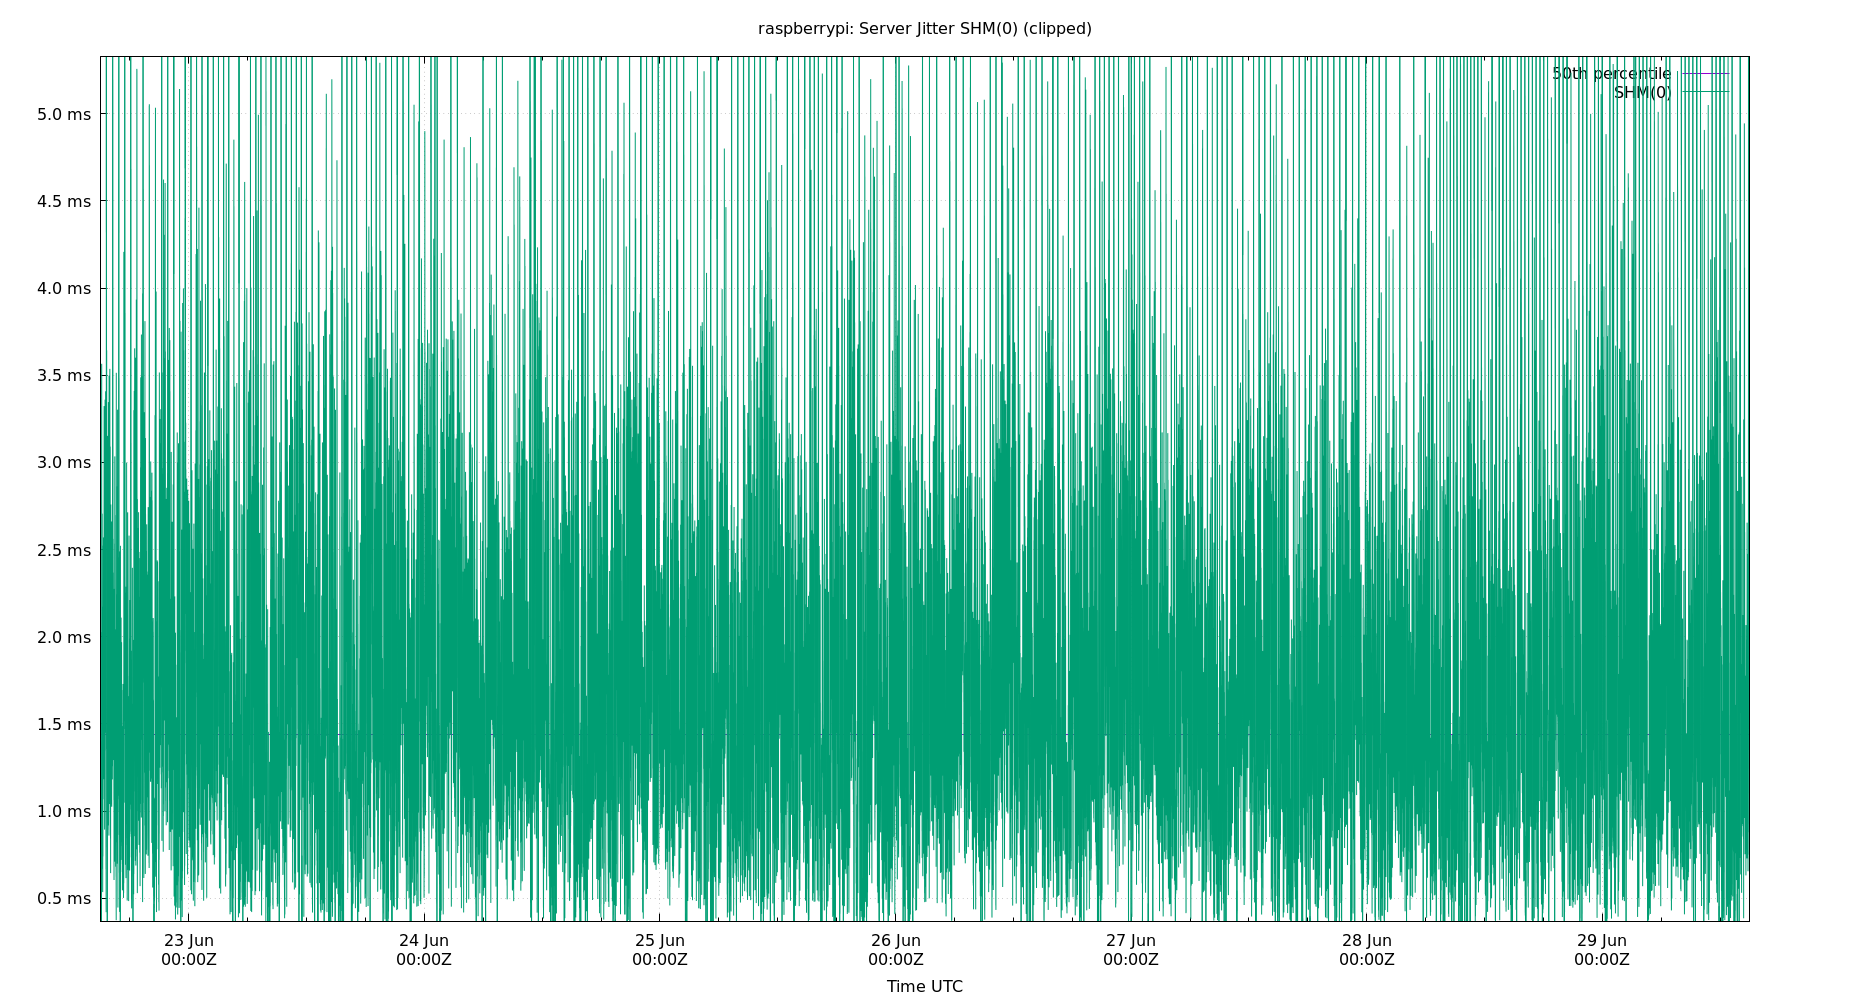 raspberrypi: Server Jitter SHM(0) (clipped)
50th percentile
SHM(0)
5.0 ms
4.5 ms
4.0 ms
3.5 ms
3.0 ms
2.5 ms
2.0 ms
1.5 ms
1.0 ms
0.5 ms
23 Jun 24 Jun 25 Jun 26 Jun 27 Jun 28 Jun 29 Jun
00:00Z 00:00Z 00:00Z 00:00Z 00:00Z 00:00Z 00:00Z
Time UTC